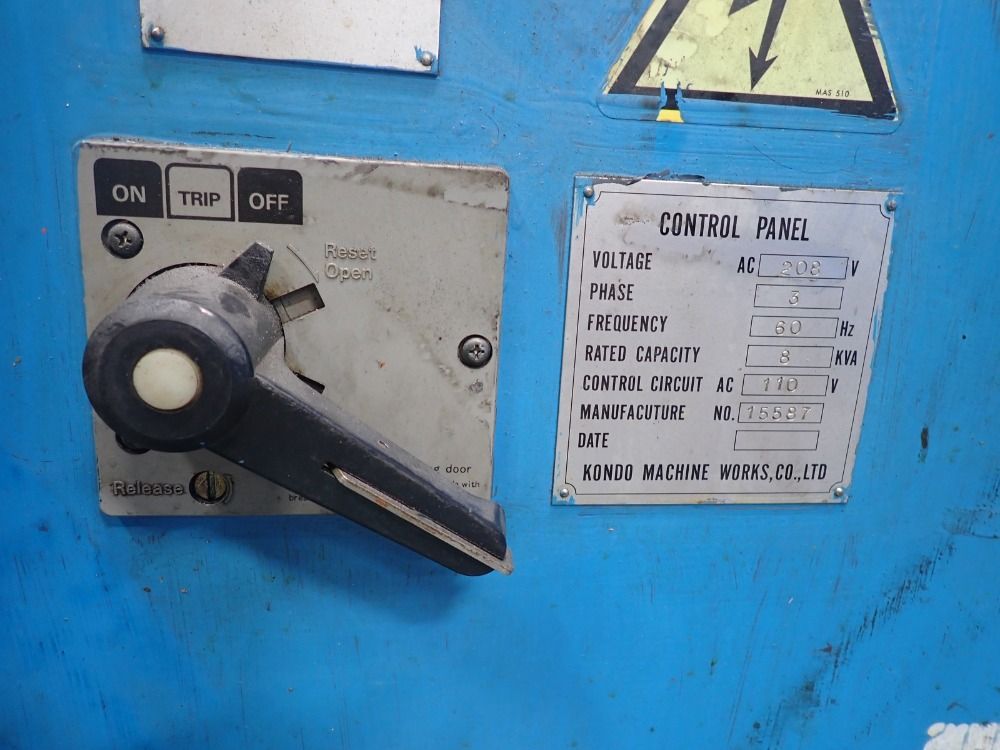 MAS 510
ON TRIP OFF
Reset
Open
door
with
Release
CONTROL PANEL
VOLTAGE AC 208 V
PHASE 3
FREQUENCY 60 Hz
RATED CAPACITY 8 KVA
CONTROL CIRCUIT AC 110 V
MANUFACUTURE NO. 15587
DATE
KONDO MACHINE WORKS,CO.,LTD